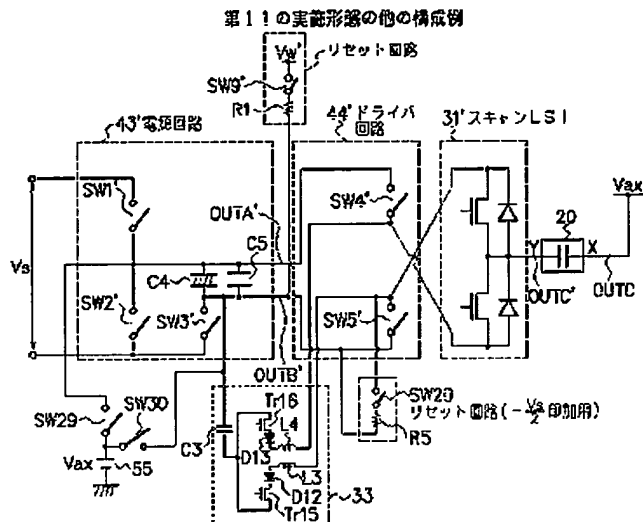 第11の実施形態の他の構成例
Vw'
リセット回路
SW9'
R1
43'電源回路
44'ドライバ回路
31'スキャンLSI
SW1'
OUTA'
SW4'
Vax
C5
20
Vs
C4
Y
X
OUTC'
OUTC
SW2'
SW3'
SW5'
OUTB'
SW29
SW30
Tr16
L4
SW20
リセット回路(-Vs/2印加用)
C3
R5
D13
L3
Vax
55
D12
33
Tr15